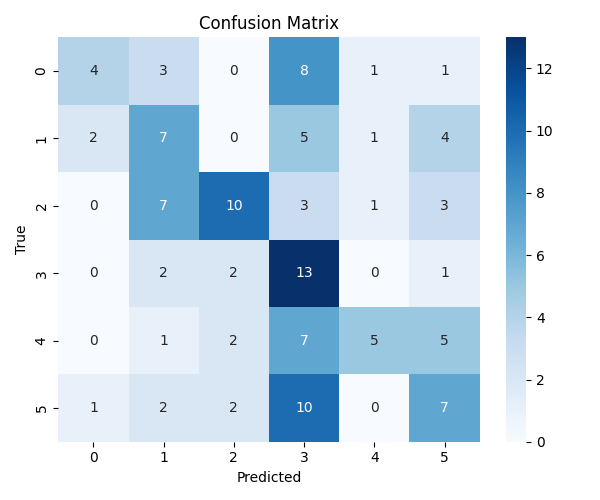 Confusion Matrix
0 4 3 0 8 1 1
1 2 7 0 5 1 4
2 0 7 10 3 1 3
3 0 2 2 13 0 1
4 0 1 2 7 5 5
5 1 2 2 10 0 7
0 1 2 3 4 5
True
Predicted
12
10
8
6
4
2
0